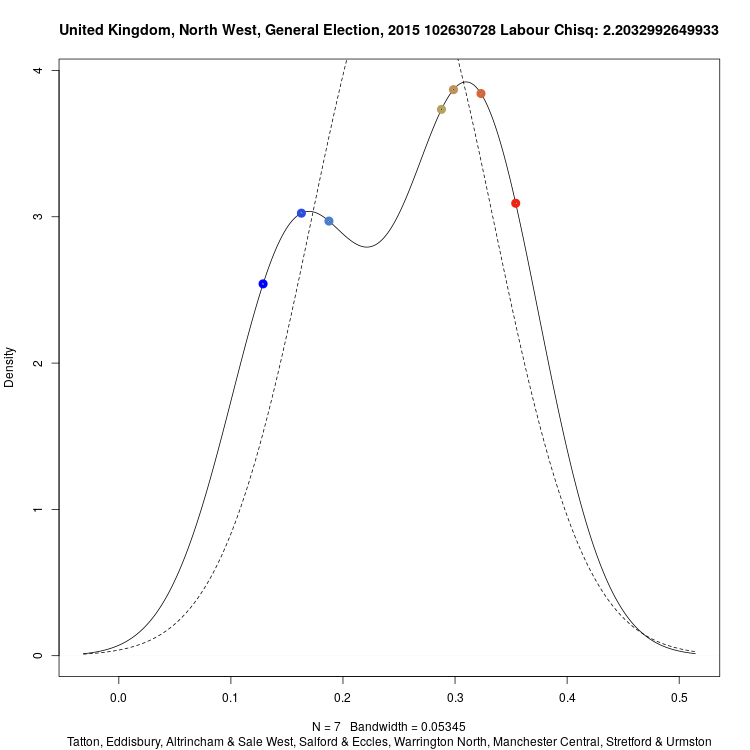 United Kingdom, North West, General Election, 2015 102630728 Labour Chisq: 2.2032992649933
4
3
2
1
0
Density
0.0 0.1 0.2 0.3 0.4 0.5
N = 7 Bandwidth = 0.05345
Tatton, Eddisbury, Altrincham & Sale West, Salford & Eccles, Warrington North, Manchester Central, Stretford & Urmston